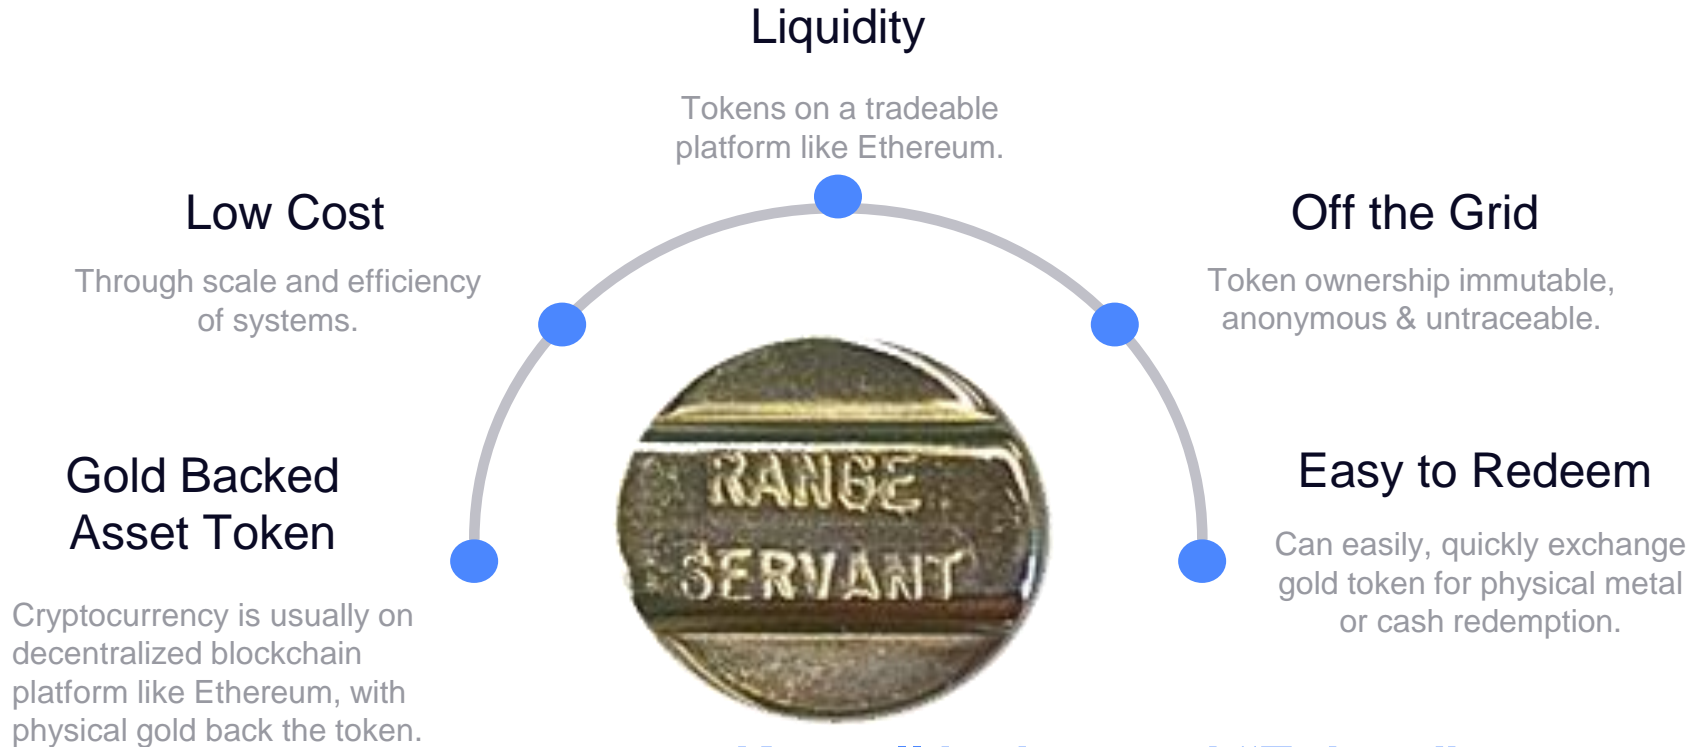 Liquidity
Tokens on a tradeable
platform like Ethereum.
Low Cost
Through scale and efficiency
of systems.
Off the Grid
Token ownership immutable,
anonymous & untraceable.
Gold Backed
Asset Token
Cryptocurrency is usually on
decentralized blockchain
platform like Ethereum, with
physical gold back the token.
RANGE
SERVANT
Easy to Redeem
Can easily, quickly exchange
gold token for physical metal
or cash redemption.